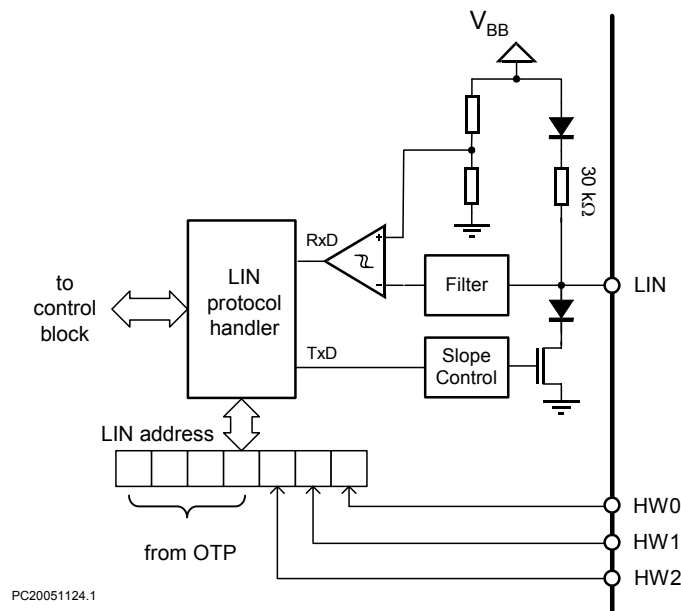 V_BB
30 kΩ
RxD
+
−
to
control
block
LIN
protocol
handler
Filter
LIN
TxD
Slope
Control
LIN address
HW0
HW1
from OTP
HW2
PC20051124.1